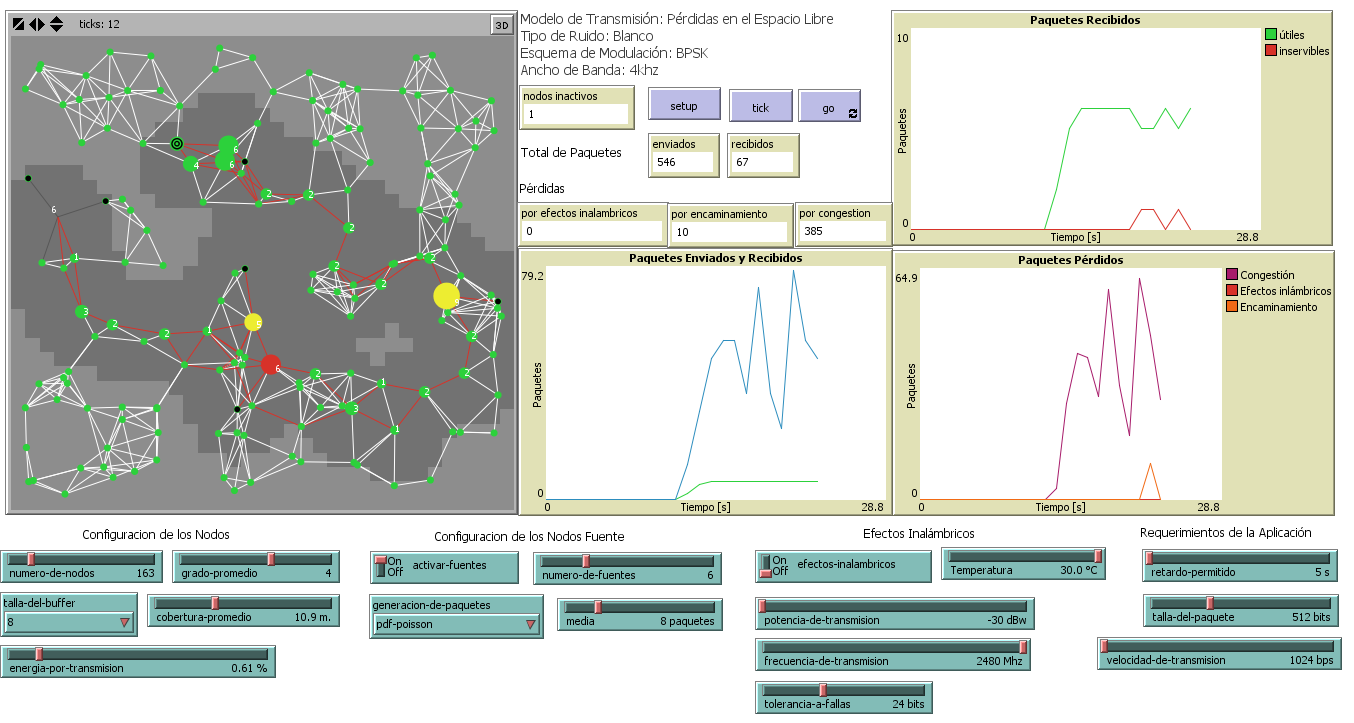 ticks: 12
3D
Modelo de Transmisión: Pérdidas en el Espacio Libre
Tipo de Ruido: Blanco
Esquema de Modulación: BPSK
Ancho de Banda: 4khz
nodos inactivos
1
setup
tick
go
Total de Paquetes
enviados
546
recibidos
67
Pérdidas
por efectos inalambricos
0
por encaminamiento
10
por congestion
385
Paquetes Recibidos
10
Paquetes
0
0
Tiempo [s]
28.8
útiles
inservibles
Paquetes Enviados y Recibidos
79.2
Paquetes
0
0
Tiempo [s]
28.8
Paquetes Pérdidos
64.9
Paquetes
0
0
Tiempo [s]
28.8
Congestión
Efectos inlámbricos
Encaminamiento
Configuracion de los Nodos
numero-de-nodos 163
grado-promedio 4
talla-del-buffer
8
cobertura-promedio 10.9 m.
energia-por-transmision 0.61 %
Configuracion de los Nodos Fuente
On
Off
activar-fuentes
numero-de-fuentes 6
generacion-de-paquetes
pdf-poisson
media 8 paquetes
Efectos Inalámbricos
On
Off
efectos-inalambricos
Temperatura 30.0 °C
potencia-de-transmision -30 dBw
frecuencia-de-transmision 2480 Mhz
tolerancia-a-fallas 24 bits
Requerimientos de la Aplicación
retardo-permitido 5 s
talla-del-paquete 512 bits
velocidad-de-transmision 1024 bps